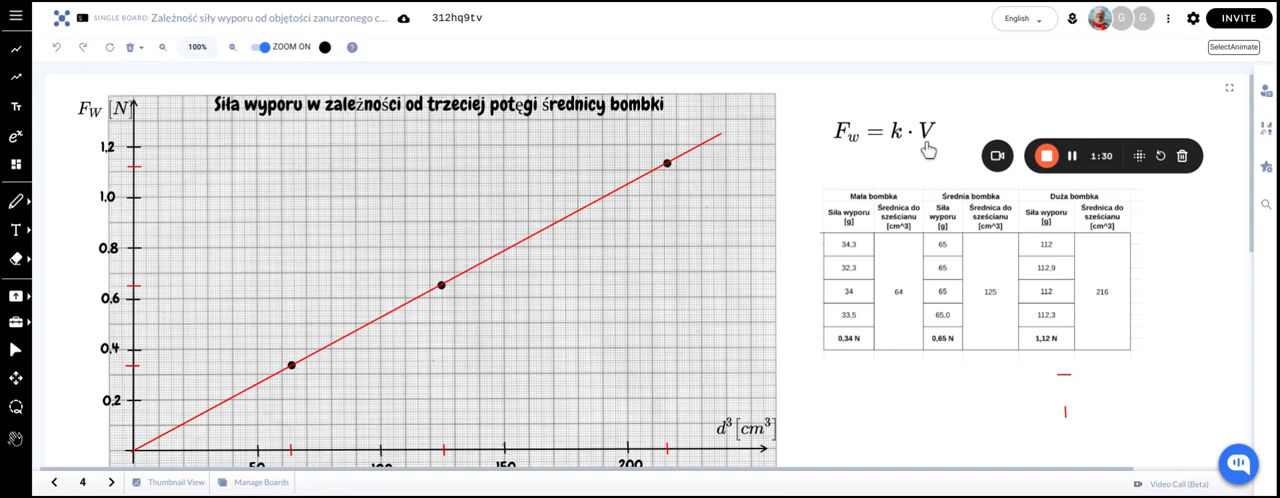 SINGLE BOARD: Zależność siły wyporu od objętości zanurzonego c...
312hq9tv
English
G G
INVITE
100%
ZOOM ON
SelectAnimate
F_W [N]
Siła wyporu w zależności od trzeciej potęgi średnicy bombki
1,2
1.0
0.8
0.6
0.4
0,2
d³ [cm³]
50 100 150 200
F_w = k · V
1:30
Mała bombka Średnia bombka Duża bombka
Siła wyporu [g] Średnica do sześcianu [cm^3] Siła wyporu [g] Średnica do sześcianu [cm^3] Siła wyporu [g] Średnica do sześcianu [cm^3]
34,3 65 112
32,3 65 112,9
34 64 65 125 112 216
33,5 65,0 112,3
0,34 N 0,65 N 1,12 N
4
Thumbnail View
Manage Boards
Video Call (Beta)
Tт
eˣ
T